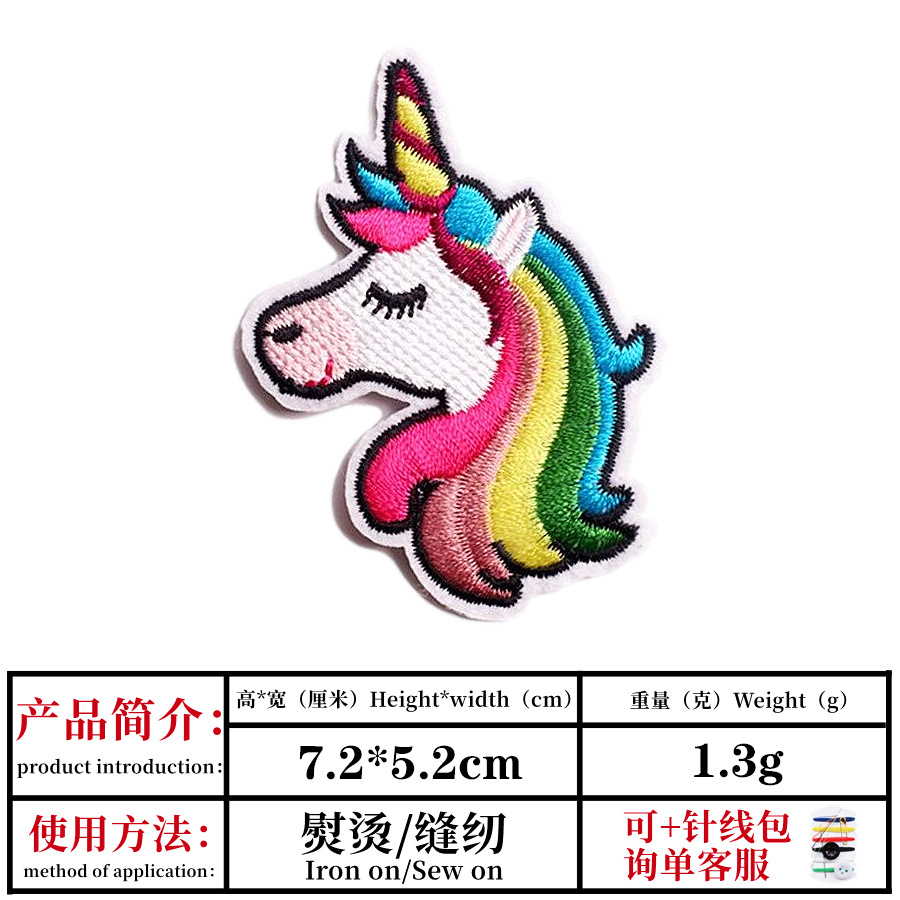 产品简介：
product introduction：
高*宽（厘米）Height*width（cm）
重量（克）Weight（g）
7.2*5.2cm
1.3g
使用方法：
method of application：
熨烫/缝纫
Iron on/Sew on
可+针线包
询单客服